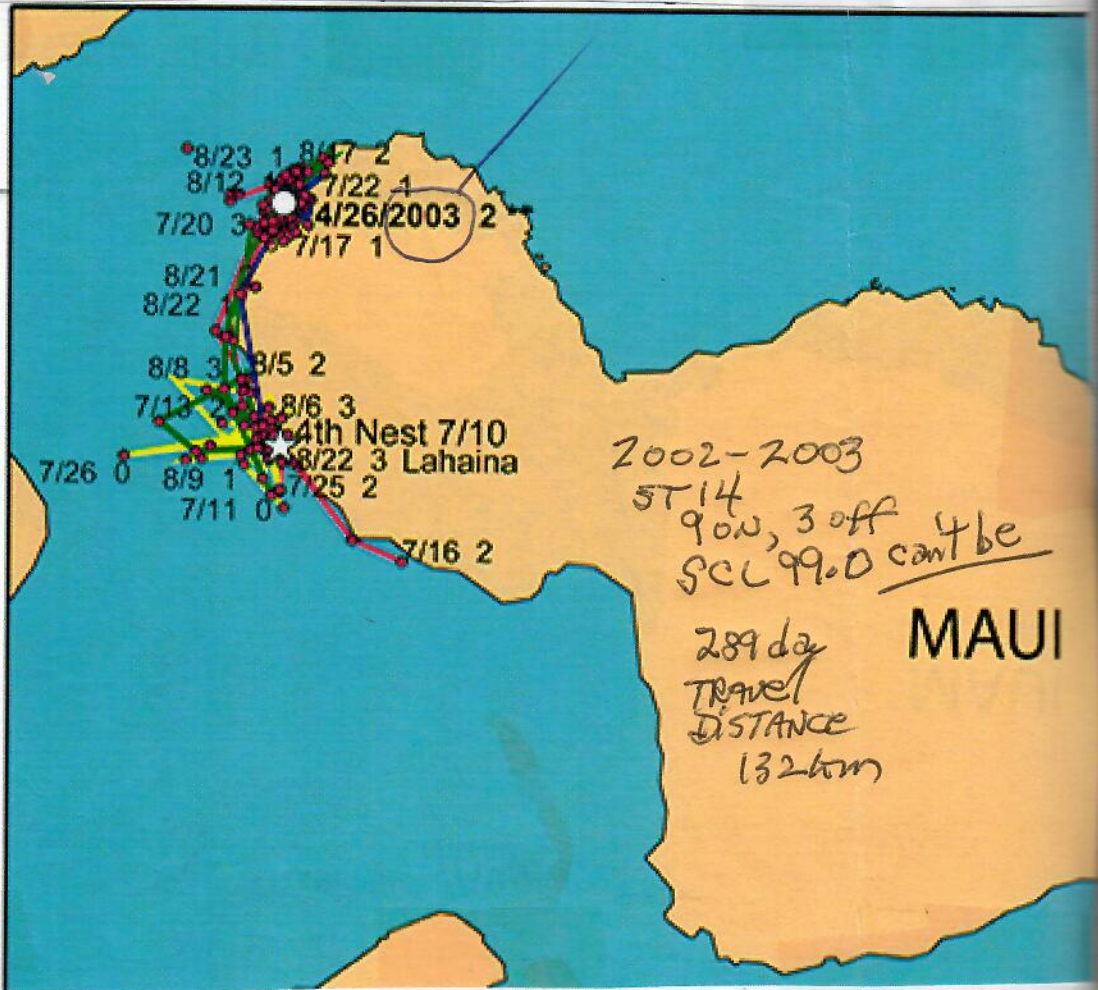 8/23 1 8/17 2
8/12 1
7/22 1
7/20 3 4/26/2003 2
7/17 1
8/21
8/22 1
8/8 3 8/5 2
7/13 2 8/6 3
4th Nest 7/10
7/26 0 8/9 1 8/22 3 Lahaina
7/25 2
7/11 0
7/16 2
2002-2003
ST14
9 ON, 3 off
SCL 99.0 can't be
289 day
TRAVEL
DISTANCE
132 km
MAUI